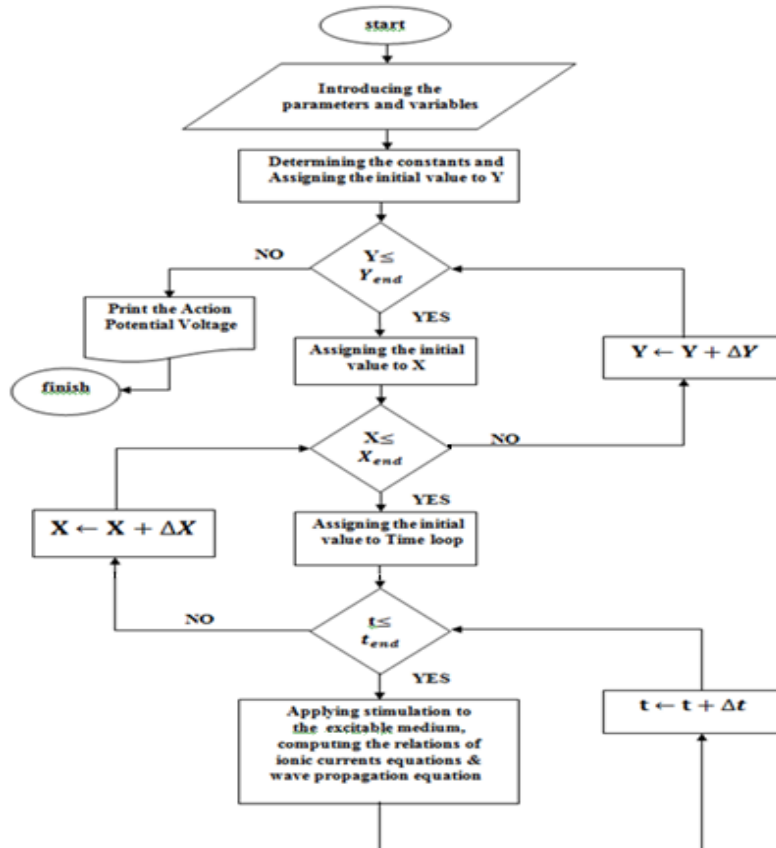 start
Introducing the
parameters and variables
Determining the constants and
Assigning the initial value to Y
Y≤
Y_end
NO
YES
Print the Action
Potential Voltage
finish
Assigning the initial
value to X
Y ← Y + ΔY
X≤
X_end
NO
YES
X ← X + ΔX
Assigning the initial
value to Time loop
t≤
t_end
NO
YES
Applying stimulation to
the excitable medium,
computing the relations of
ionic currents equations &
wave propagation equation
t ← t + Δt